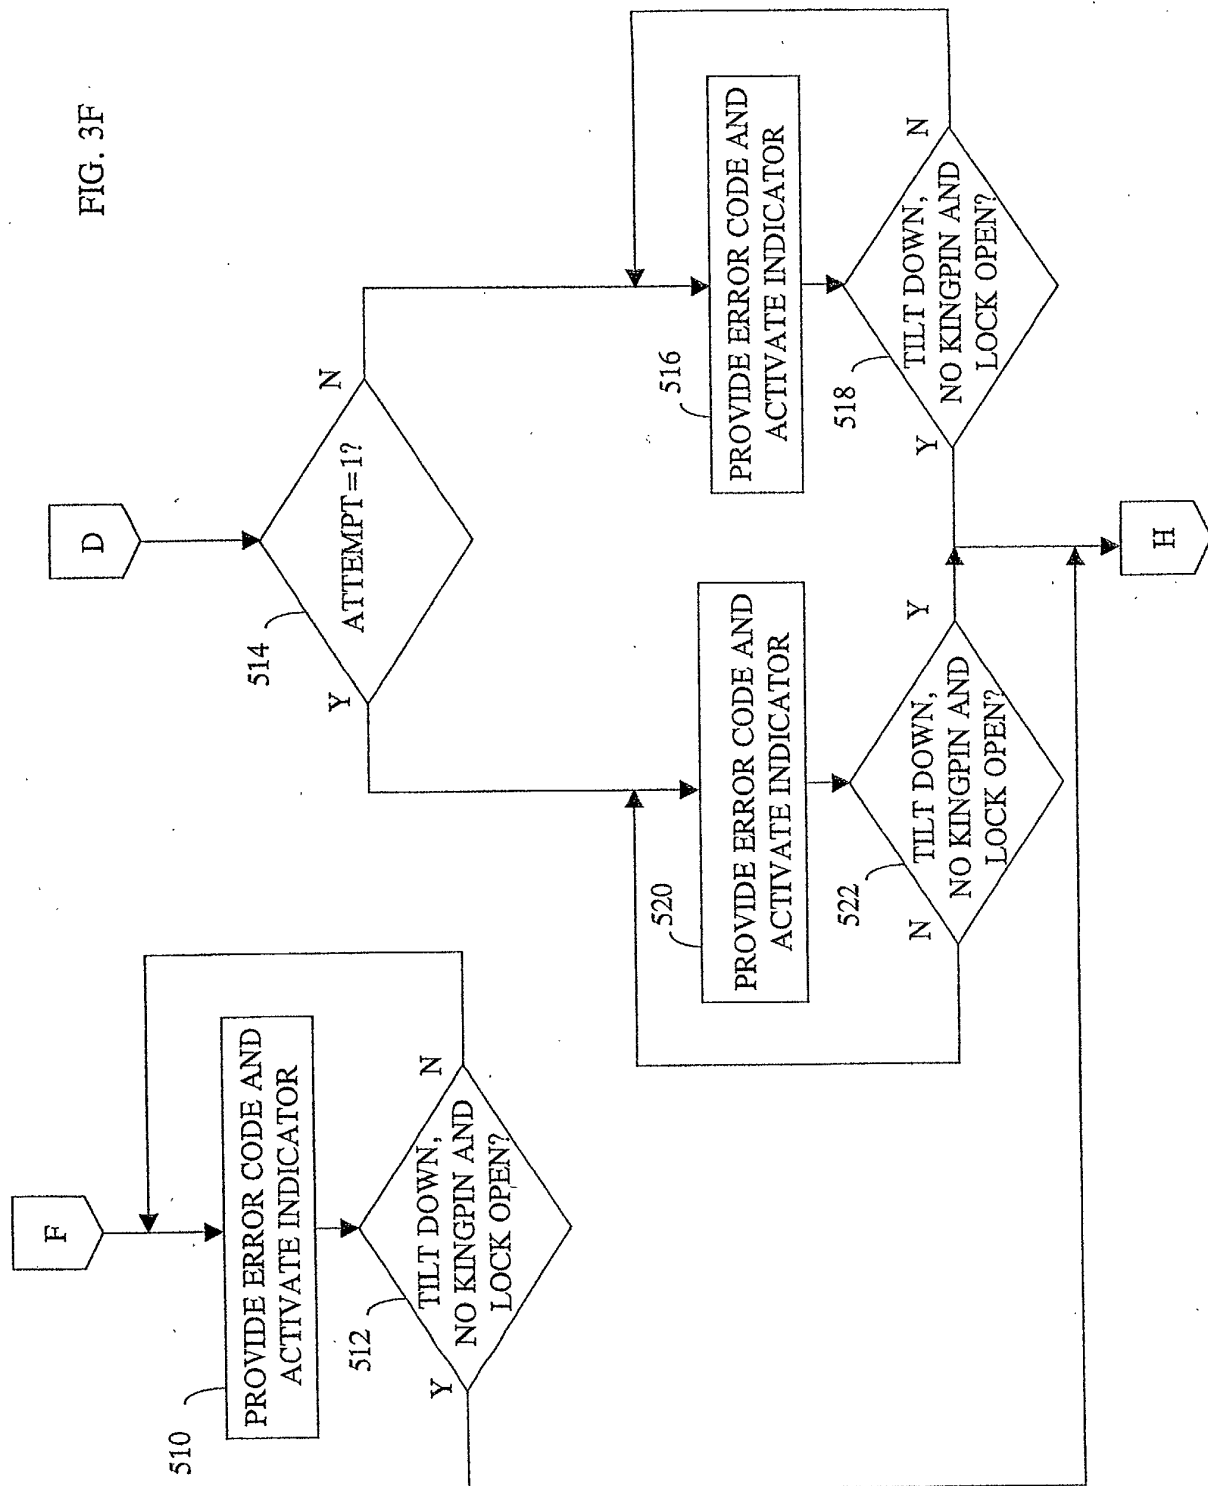 FIG. 3F
F
510
PROVIDE ERROR CODE AND
ACTIVATE INDICATOR
512
TILT DOWN,
NO KINGPIN AND
LOCK OPEN?
Y
N
D
514
ATTEMPT=1?
Y
N
520
PROVIDE ERROR CODE AND
ACTIVATE INDICATOR
522
TILT DOWN,
NO KINGPIN AND
LOCK OPEN?
N
Y
516
PROVIDE ERROR CODE AND
ACTIVATE INDICATOR
518
TILT DOWN,
NO KINGPIN AND
LOCK OPEN?
Y
N
H